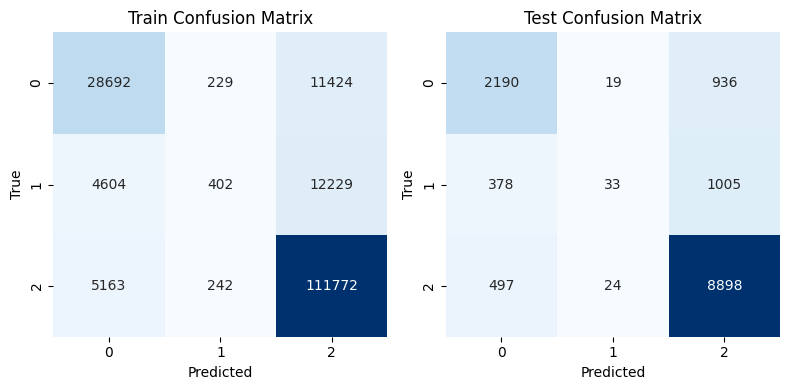 Train Confusion Matrix
Test Confusion Matrix
True
0
28692 229 11424
1
4604 402 12229
2
5163 242 111772
0 1 2
Predicted
True
0
2190 19 936
1
378 33 1005
2
497 24 8898
0 1 2
Predicted